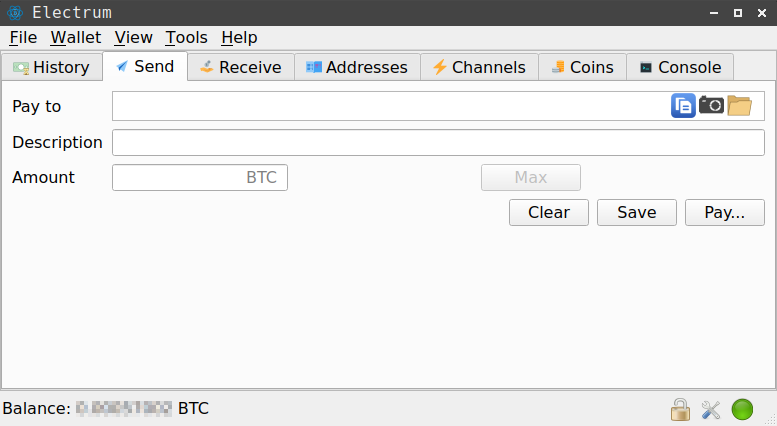 Electrum
File Wallet View Tools Help
History Send Receive Addresses Channels Coins Console
Pay to
Description
Amount BTC Max
Clear Save Pay...
Balance: BTC